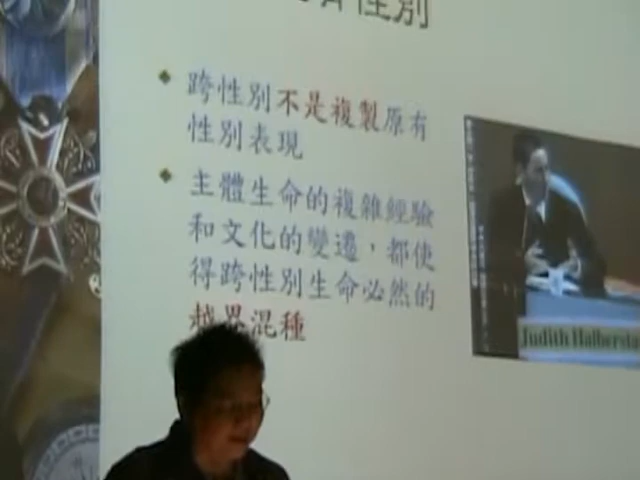 性別
跨性別不是複製原有
性別表現
主體生命的複雜經驗
和文化的變遷，都使
得跨性別生命必然的
越界混種
Judith Halbersta